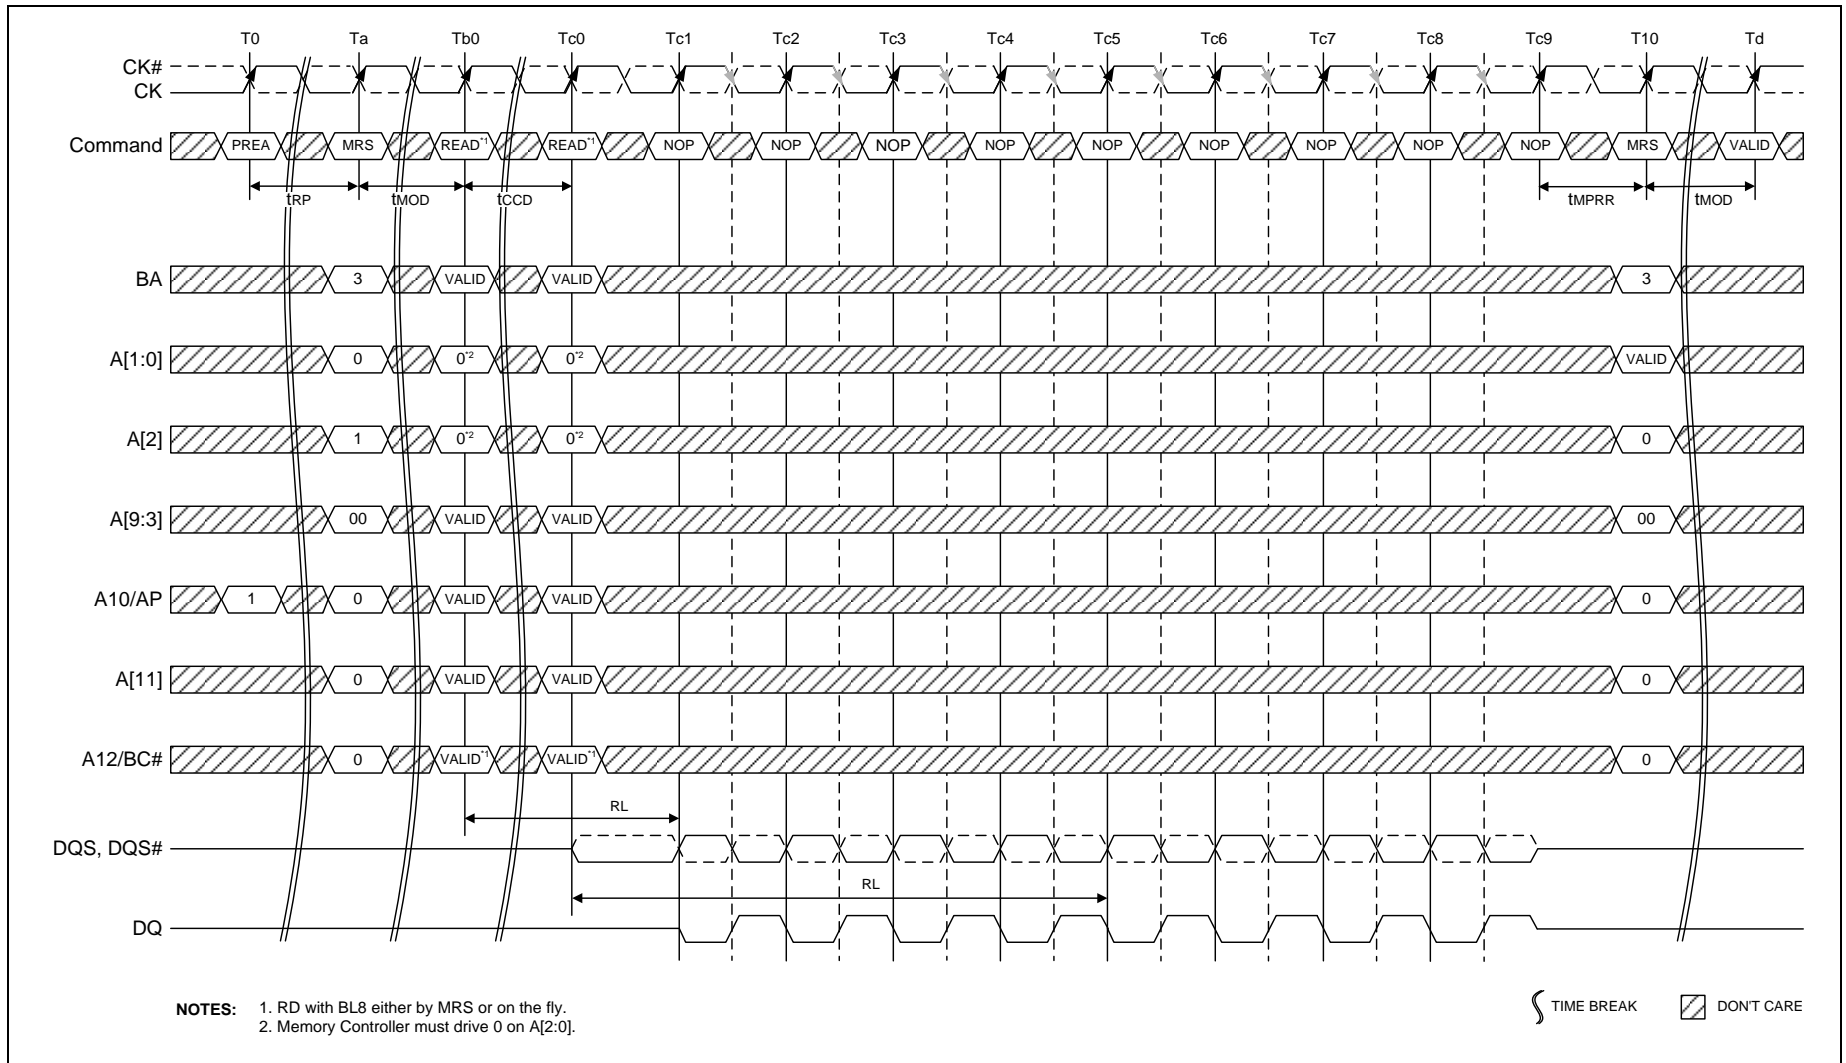 T0 Ta Tb0 Tc0 Tc1 Tc2 Tc3 Tc4 Tc5 Tc6 Tc7 Tc8 Tc9 T10 Td
CK#
CK
Command PREA MRS READ*1 READ*1 NOP NOP NOP NOP NOP NOP NOP NOP NOP MRS VALID
tRP tMOD tCCD tMPRR tMOD
BA 3 VALID VALID 3
A[1:0] 0 0*2 0*2 VALID
A[2] 1 0*2 0*2 0
A[9:3] 00 VALID VALID 00
A10/AP 1 0 VALID VALID 0
A[11] 0 VALID VALID 0
A12/BC# 0 VALID*1 VALID*1 0
RL
DQS, DQS#
RL
DQ
NOTES: 1. RD with BL8 either by MRS or on the fly.
2. Memory Controller must drive 0 on A[2:0].
TIME BREAK DON'T CARE